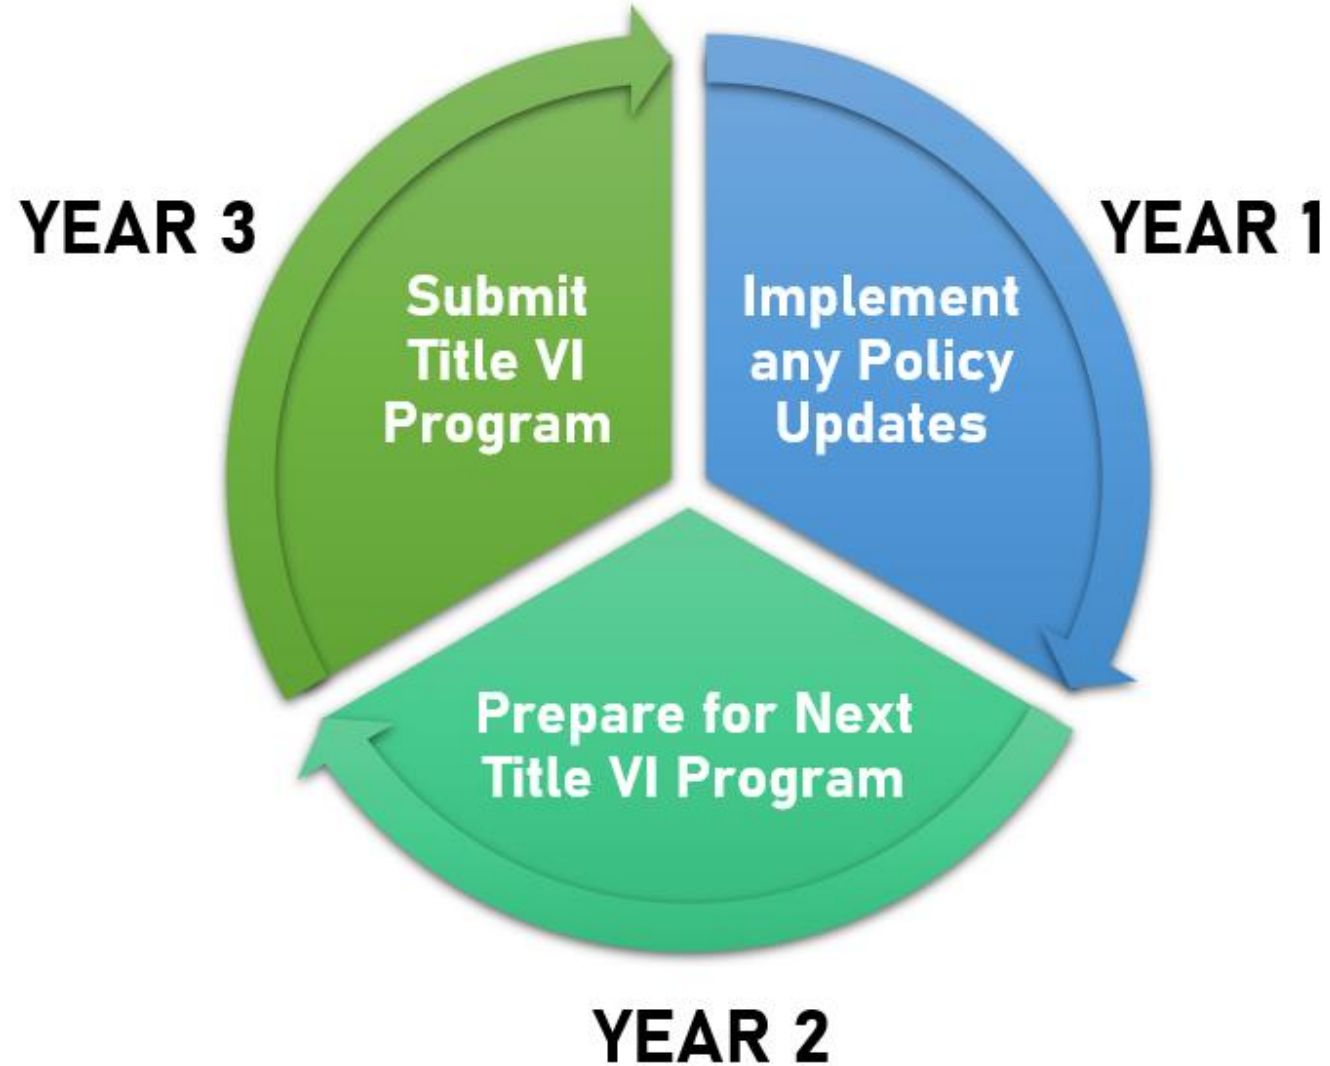 YEAR 1
Implement
any Policy
Updates
YEAR 2
Prepare for Next
Title VI Program
YEAR 3
Submit
Title VI
Program